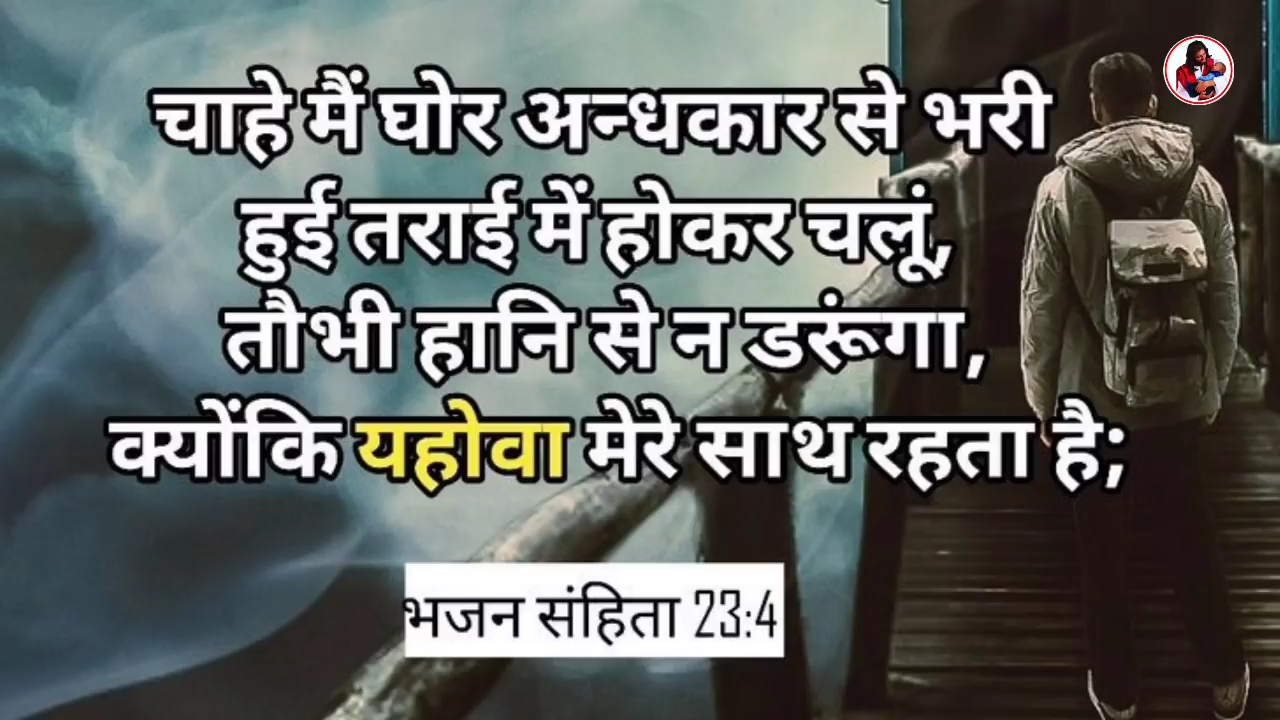 चाहे मैं घोर अन्धकार से भरी
हुई तराई में होकर चलूं,
तौभी हानि से न डरूंगा,
क्योंकि यहोवा मेरे साथ रहता है;
भजन संहिता 23:4